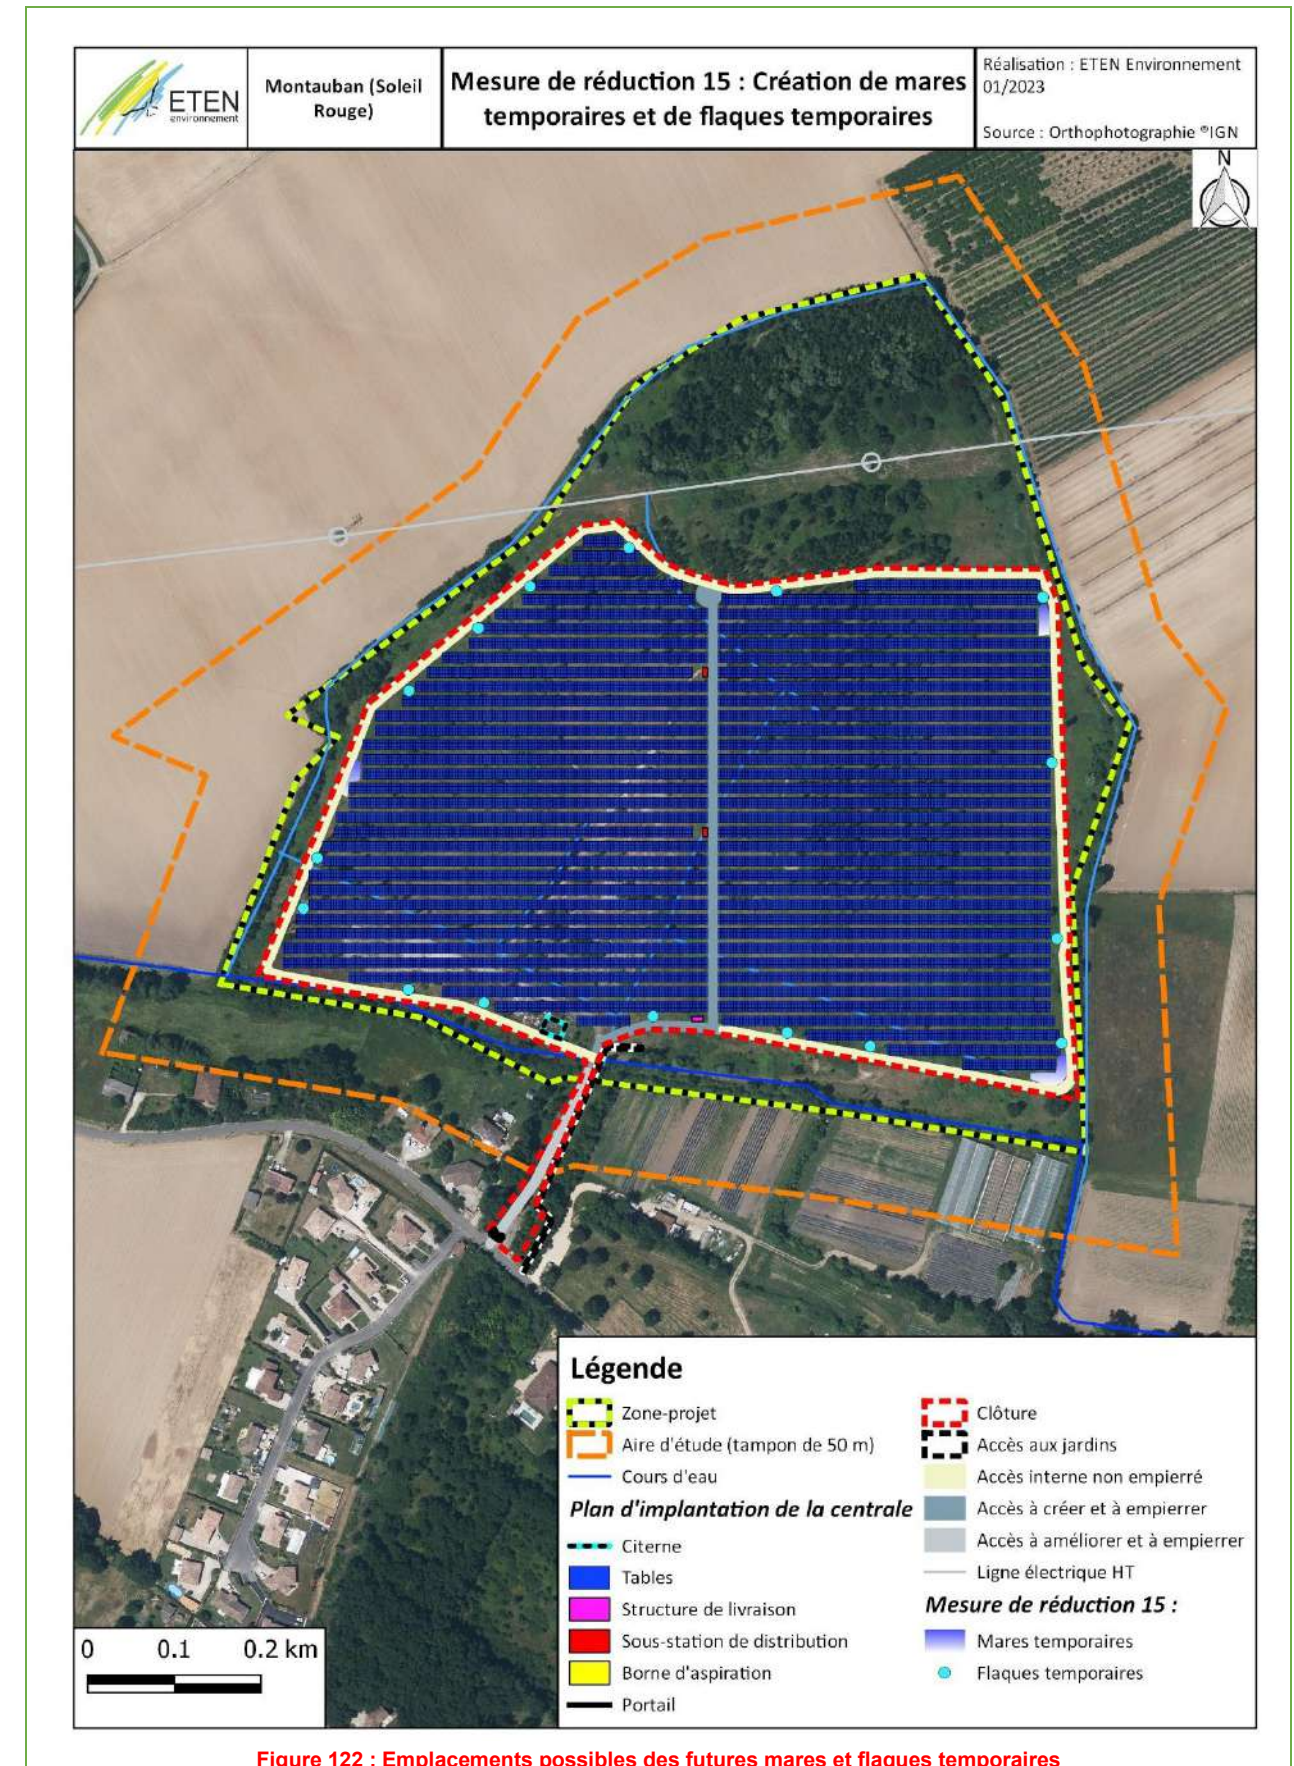 ETEN
environnement
Montauban (Soleil
Rouge)
Mesure de réduction 15 : Création de mares
temporaires et de flaques temporaires
Réalisation : ETEN Environnement
01/2023
Source : Orthophotographie ®IGN
N
Légende
Zone-projet
Aire d'étude (tampon de 50 m)
Cours d'eau
Plan d'implantation de la centrale
Citerne
Tables
Structure de livraison
Sous-station de distribution
Borne d'aspiration
Portail
Clôture
Accès aux jardins
Accès interne non empierré
Accès à créer et à empierrer
Accès à améliorer et à empierrer
Ligne électrique HT
Mesure de réduction 15 :
Mares temporaires
Flaques temporaires
0 0.1 0.2 km
Figure 122 : Emplacements possibles des futures mares et flaques temporaires